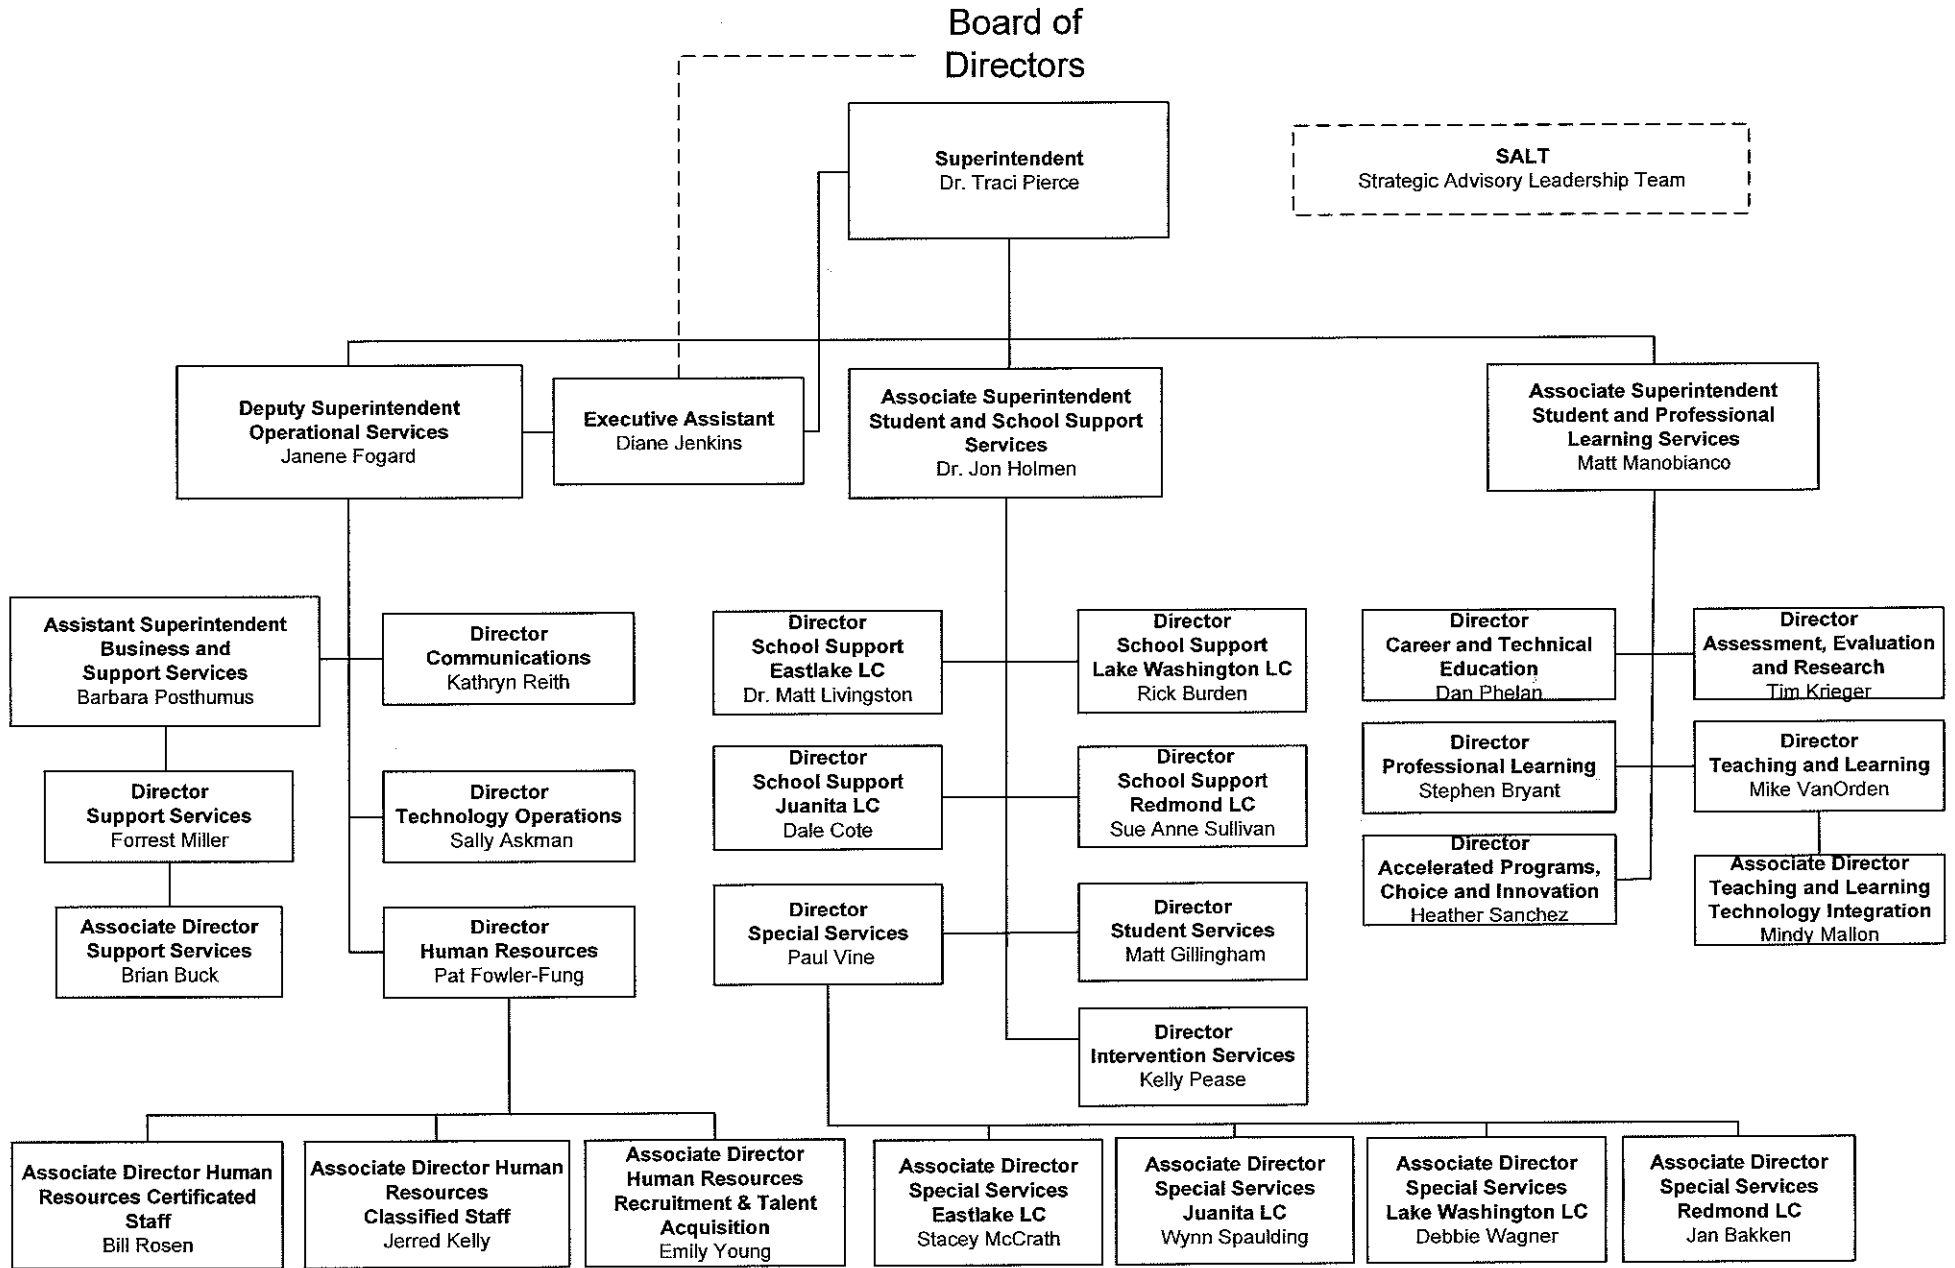 Board of
Directors
Superintendent
Dr. Traci Pierce
SALT
Strategic Advisory Leadership Team
Deputy Superintendent
Operational Services
Janene Fogard
Executive Assistant
Diane Jenkins
Associate Superintendent
Student and School Support
Services
Dr. Jon Holmen
Associate Superintendent
Student and Professional
Learning Services
Matt Manobianco
Assistant Superintendent
Business and
Support Services
Barbara Posthumus
Director
Communications
Kathryn Reith
Director
School Support
Eastlake LC
Dr. Matt Livingston
Director
School Support
Lake Washington LC
Rick Burden
Director
Career and Technical
Education
Dan Phelan
Director
Assessment, Evaluation
and Research
Tim Krieger
Director
Support Services
Forrest Miller
Director
Technology Operations
Sally Askman
Director
School Support
Juanita LC
Dale Cote
Director
School Support
Redmond LC
Sue Anne Sullivan
Director
Professional Learning
Stephen Bryant
Director
Teaching and Learning
Mike VanOrden
Director
Accelerated Programs,
Choice and Innovation
Heather Sanchez
Associate Director
Teaching and Learning
Technology Integration
Mindy Mallon
Associate Director
Support Services
Brian Buck
Director
Human Resources
Pat Fowler-Fung
Director
Special Services
Paul Vine
Director
Student Services
Matt Gillingham
Director
Intervention Services
Kelly Pease
Associate Director Human
Resources Certificated
Staff
Bill Rosen
Associate Director Human
Resources
Classified Staff
Jerred Kelly
Associate Director
Human Resources
Recruitment & Talent
Acquisition
Emily Young
Associate Director
Special Services
Eastlake LC
Stacey McCrath
Associate Director
Special Services
Juanita LC
Wynn Spaulding
Associate Director
Special Services
Lake Washington LC
Debbie Wagner
Associate Director
Special Services
Redmond LC
Jan Bakken